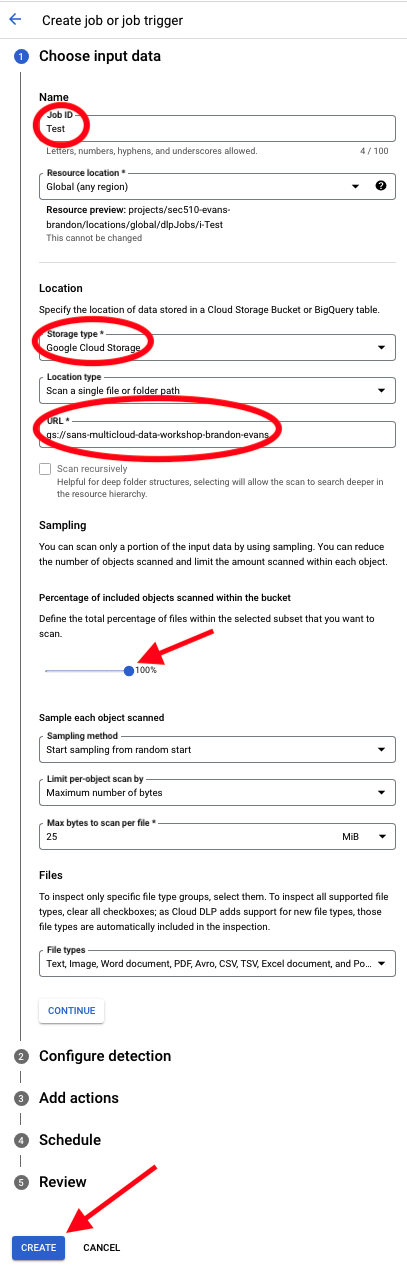 Create job or job trigger
1 Choose input data
Name
Job ID
Test
Letters, numbers, hyphens, and underscores allowed. 4 / 100
Resource location *
Global (any region)
Resource preview: projects/sec510-evans-
brandon/locations/global/dlpJobs/i-Test
This cannot be changed
Location
Specify the location of data stored in a Cloud Storage Bucket or BigQuery table.
Storage type *
Google Cloud Storage
Location type
Scan a single file or folder path
URL *
gs://sans-multicloud-data-workshop-brandon-evans
Scan recursively
Helpful for deep folder structures, selecting will allow the scan to search deeper in
the resource hierarchy.
Sampling
You can scan only a portion of the input data by using sampling. You can reduce
the number of objects scanned and limit the amount scanned within each object.
Percentage of included objects scanned within the bucket
Define the total percentage of files within the selected subset that you want to
scan.
100%
Sample each object scanned
Sampling method
Start sampling from random start
Limit per-object scan by
Maximum number of bytes
Max bytes to scan per file *
25 MiB
Files
To inspect only specific file type groups, select them. To inspect all supported file
types, clear all checkboxes; as Cloud DLP adds support for new file types, those
file types are automatically included in the inspection.
File types
Text, Image, Word document, PDF, Avro, CSV, TSV, Excel document, and Po...
CONTINUE
2 Configure detection
3 Add actions
4 Schedule
5 Review
CREATE CANCEL